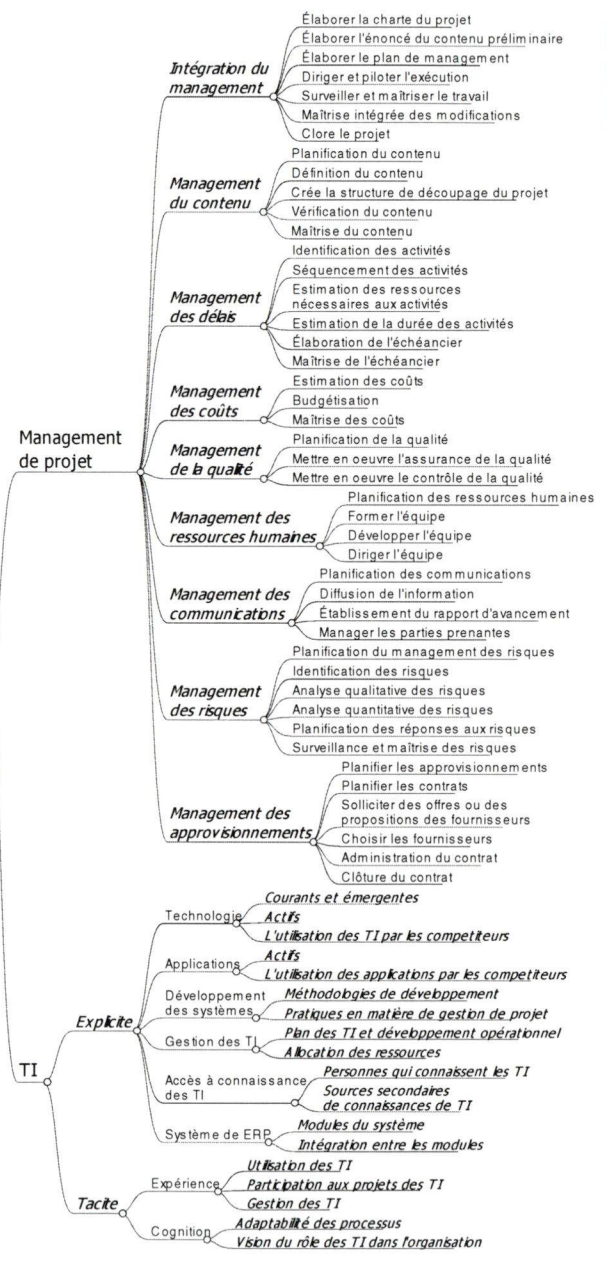 Management
de projet
Intégration du
management
Élaborer la charte du projet
Élaborer l'énoncé du contenu préliminaire
Élaborer le plan de management
Diriger et piloter l'exécution
Surveiller et maîtriser le travail
Maîtrise intégrée des modifications
Clore le projet
Management
du contenu
Planification du contenu
Définition du contenu
Crée la structure de découpage du projet
Vérification du contenu
Maîtrise du contenu
Management
des délais
Identification des activités
Séquencement des activités
Estimation des ressources
nécessaires aux activités
Estimation de la durée des activités
Élaboration de l'échéancier
Maîtrise de l'échéancier
Management
des coûts
Estimation des coûts
Budgétisation
Maîtrise des coûts
Management
de la qualité
Planification de la qualité
Mettre en oeuvre l'assurance de la qualité
Mettre en oeuvre le contrôle de la qualité
Management des
ressources humaines
Planification des ressources humaines
Former l'équipe
Développer l'équipe
Diriger l'équipe
Management des
communications
Planification des communications
Diffusion de l'information
Établissement du rapport d'avancement
Manager les parties prenantes
Management
des risques
Planification du management des risques
Identification des risques
Analyse qualitative des risques
Analyse quantitative des risques
Planification des réponses aux risques
Surveillance et maîtrise des risques
Management des
approvisionnements
Planifier les approvisionnements
Planifier les contrats
Solliciter des offres ou des
propositions des fournisseurs
Choisir les fournisseurs
Administration du contrat
Clôture du contrat
TI
Explicite
Technologie
Courants et émergentes
Actifs
L'utilisation des TI par les competiteurs
Applications
Actifs
L'utilisation des applications par les competiteurs
Développement
des systèmes
Méthodologies de développement
Pratiques en matière de gestion de projet
Gestion des TI
Plan des TI et développement opérationnel
Allocation des ressources
Accès à connaissance
des TI
Personnes qui connaissent les TI
Sources secondaires
de connaissances de TI
Système de ERP
Modules du système
Intégration entre les modules
Tacite
Expérience
Utilisation des TI
Participation aux projets des TI
Gestion des TI
Cognition
Adaptabilité des processus
Vision du rôle des TI dans l'organisation